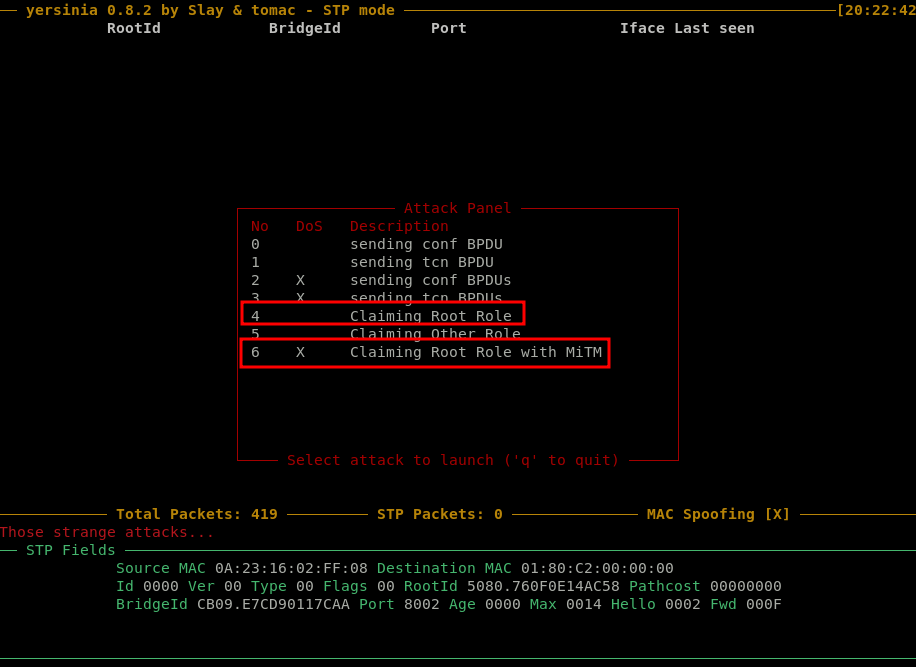 yersinia 0.8.2 by Slay & tomac - STP mode [20:22:42
RootId BridgeId Port Iface Last seen
Attack Panel
No DoS Description
0 sending conf BPDU
1 sending tcn BPDU
2 X sending conf BPDUs
3 X sending tcn BPDUs
4 Claiming Root Role
5 Claiming Other Role
6 X Claiming Root Role with MiTM
Select attack to launch ('q' to quit)
Total Packets: 419 STP Packets: 0 MAC Spoofing [X]
Those strange attacks...
STP Fields
Source MAC 0A:23:16:02:FF:08 Destination MAC 01:80:C2:00:00:00
Id 0000 Ver 00 Type 00 Flags 00 RootId 5080.760F0E14AC58 Pathcost 00000000
BridgeId CB09.E7CD90117CAA Port 8002 Age 0000 Max 0014 Hello 0002 Fwd 000F